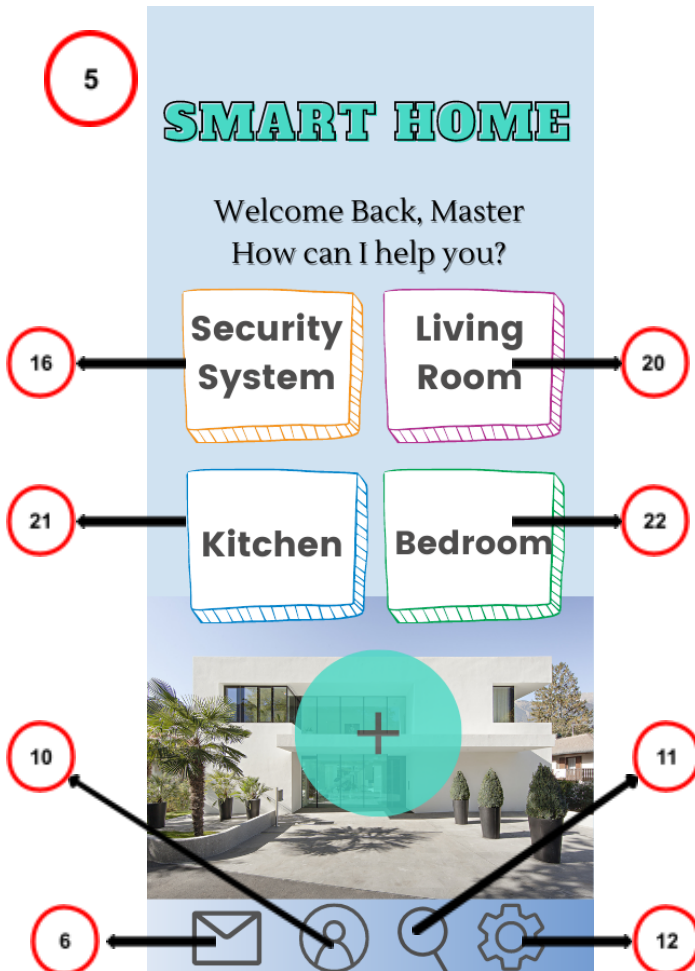 5
SMART HOME
Welcome Back, Master
How can I help you?
Security
System
Living
Room
16
20
Kitchen
Bedroom
21
22
+
10
11
6
12